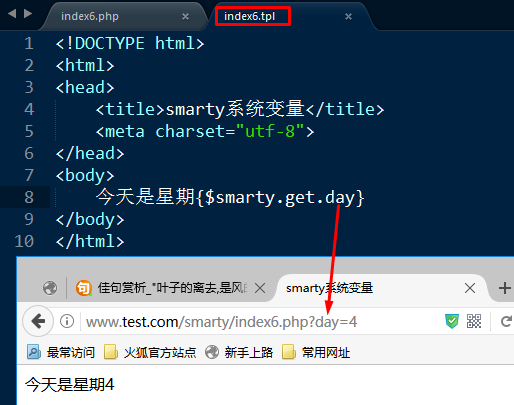 index6.php
index6.tpl
1 <!DOCTYPE html>
2 <html>
3 <head>
4 <title>smarty系统变量</title>
5 <meta charset="utf-8">
6 </head>
7 <body>
8 今天是星期{$smarty.get.day}
9 </body>
10 </html>
佳句赏析_"叶子的离去,是风的
smarty系统变量
www.test.com/smarty/index6.php?day=4
最常访问 火狐官方站点 新手上路 常用网址
今天是星期4